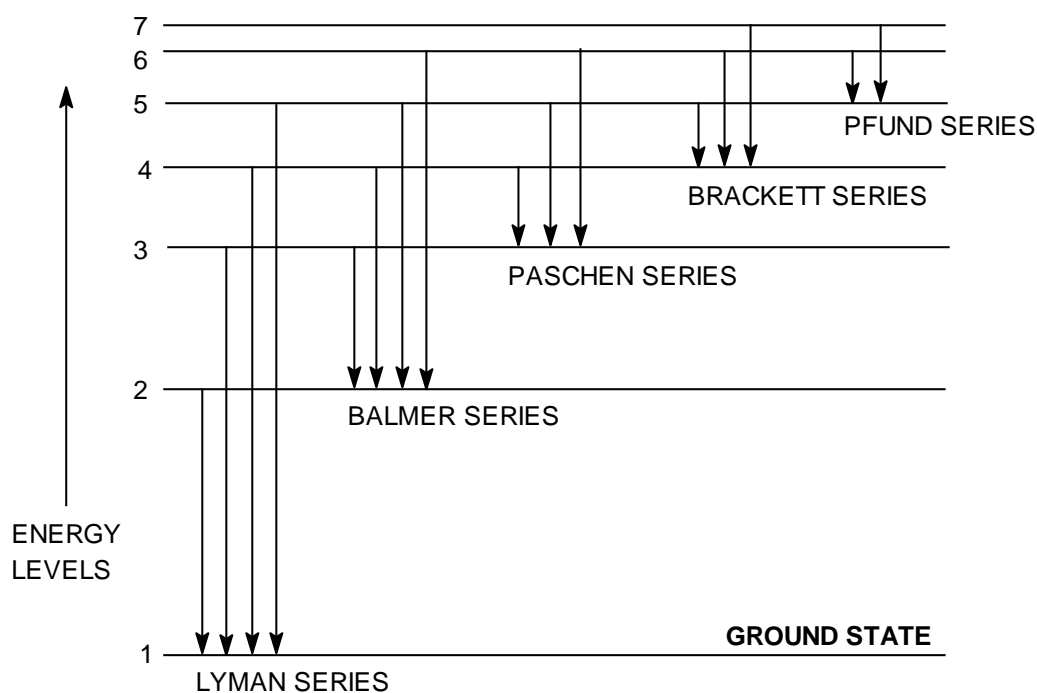 7
6
5
PFUND SERIES
4
BRACKETT SERIES
3
PASCHEN SERIES
2
BALMER SERIES
ENERGY
LEVELS
GROUND STATE
1
LYMAN SERIES